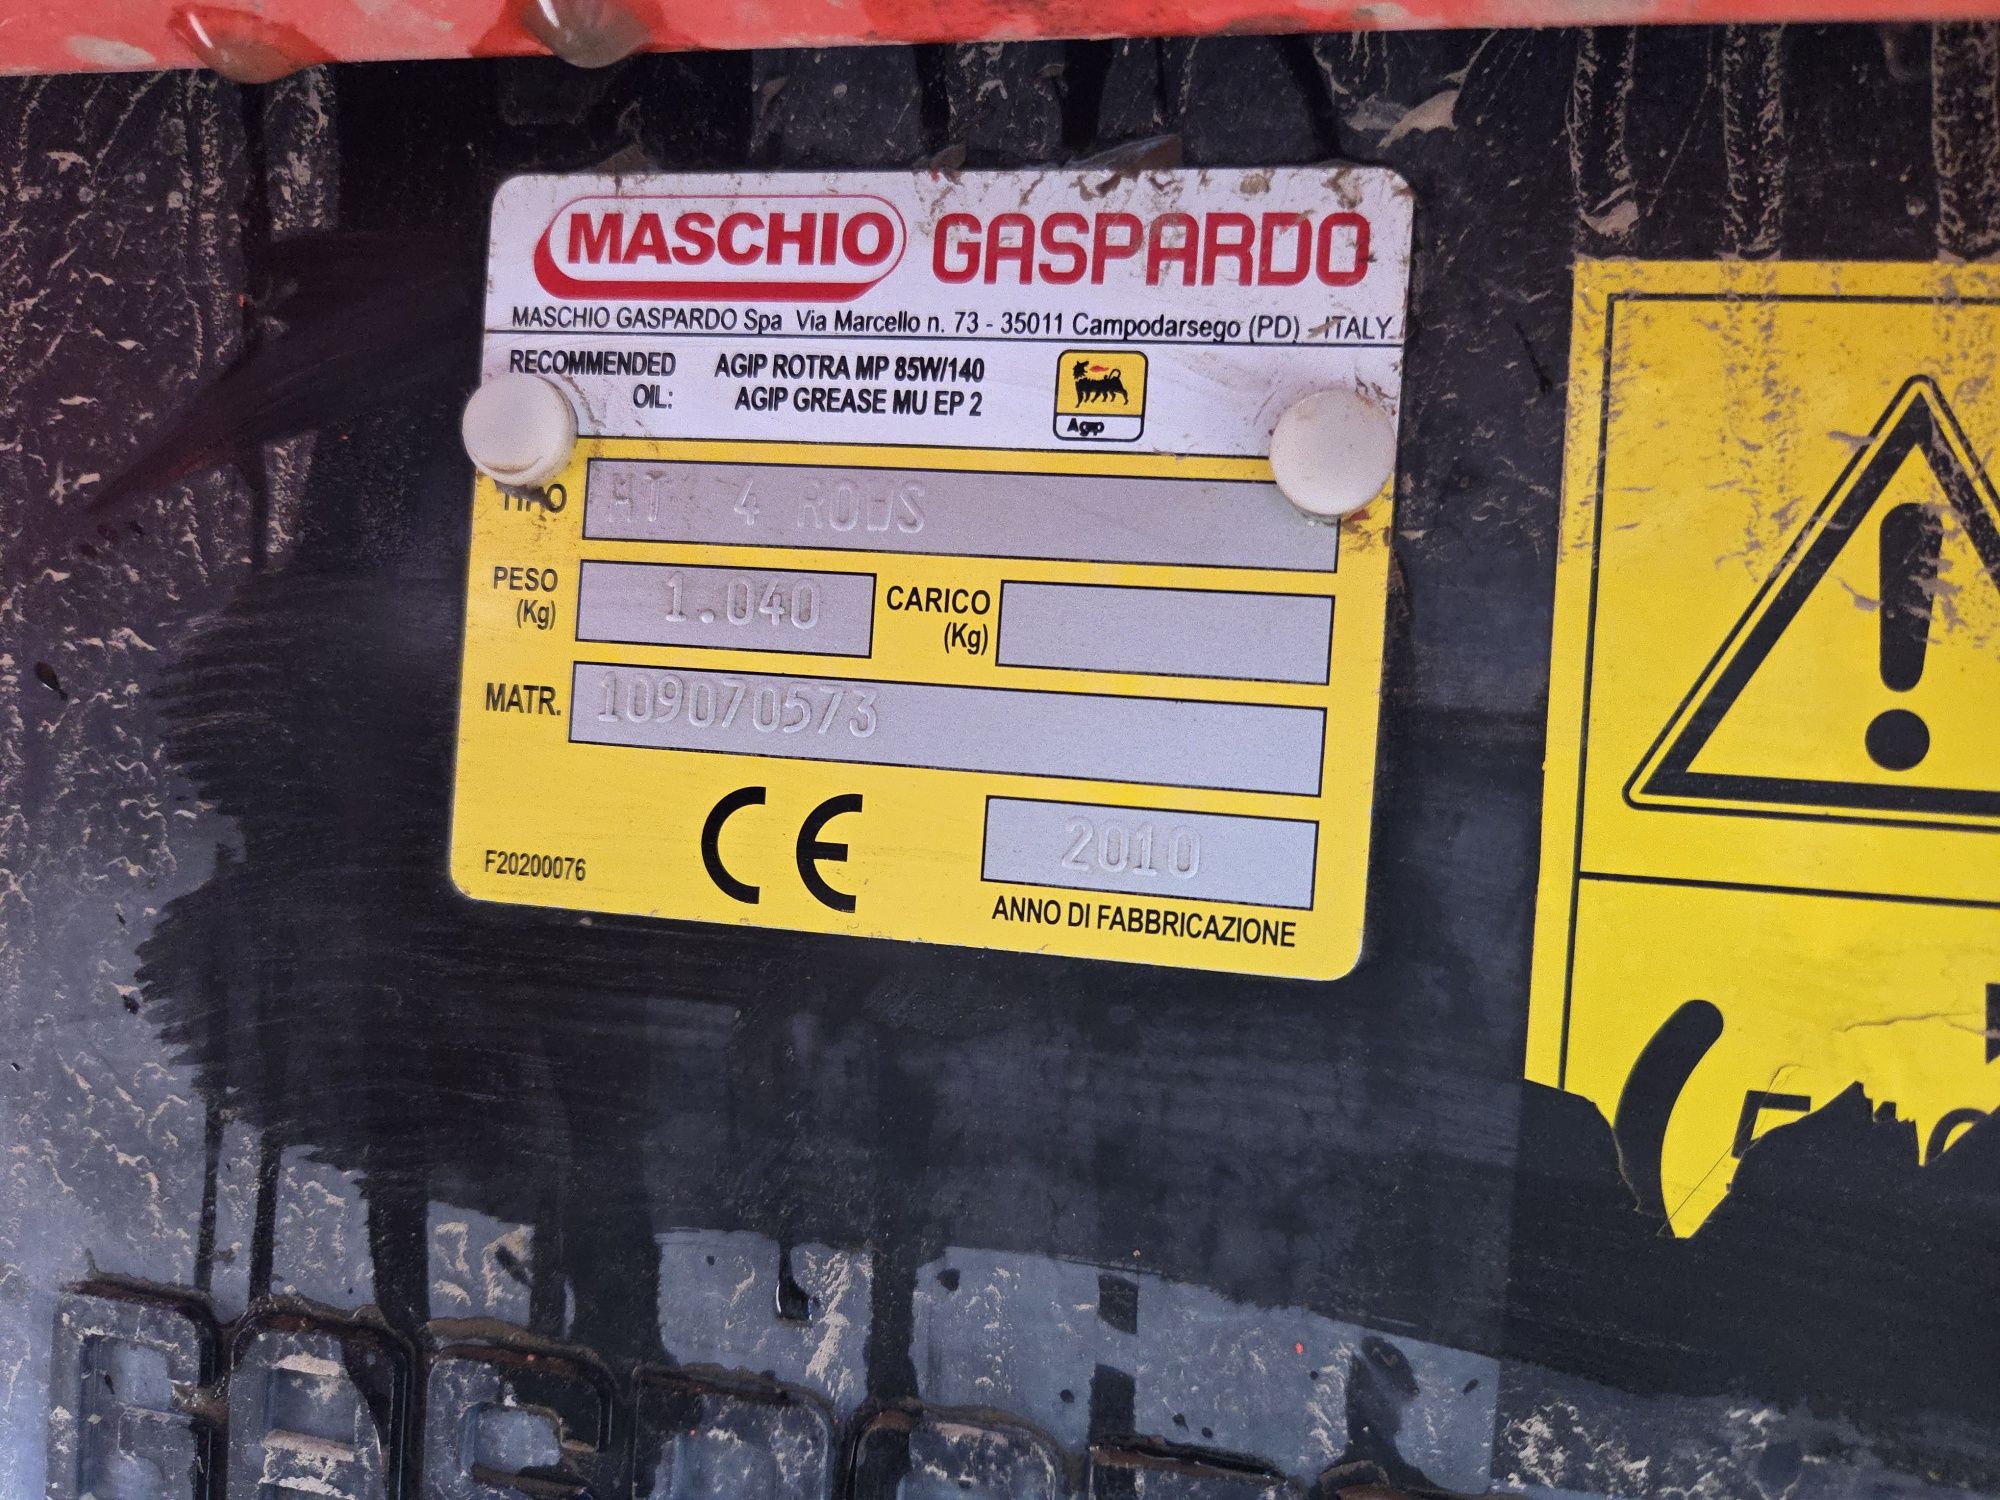 MASCHIO GASPARDO
MASCHIO GASPARDO Spa Via Marcello n. 73 - 35011 Campodarsego (PD) - ITALY
RECOMMENDED OIL: AGIP ROTRA MP 85W/140
AGIP GREASE MU EP 2
Agip
TIPO HT 4 ROWS
PESO (Kg) 1.040 CARICO (Kg)
MATR. 109070573
CE
2010
F20200076
ANNO DI FABBRICAZIONE